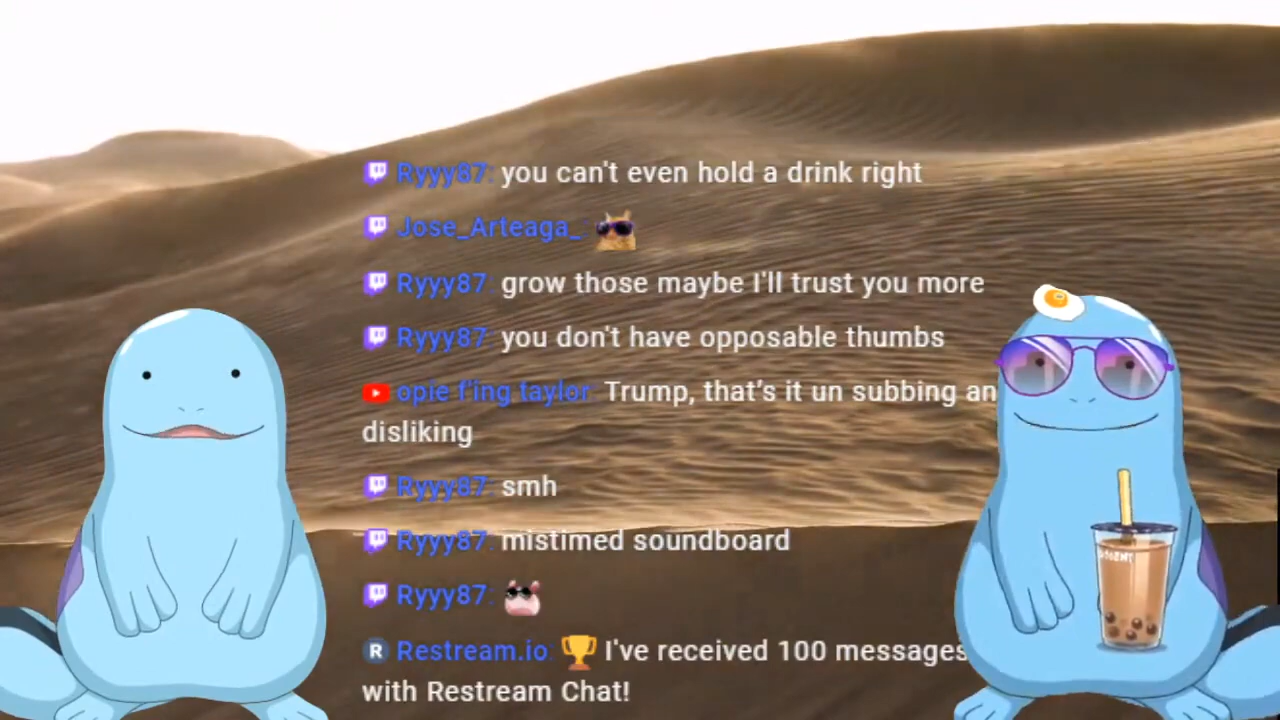 Ryyy87: you can't even hold a drink right
Jose_Arteaga_:
Ryyy87: grow those maybe I'll trust you more
Ryyy87: you don't have opposable thumbs
opie f'ing taylor: Trump, that's it un subbing an
disliking
Ryyy87: smh
Ryyy87: mistimed soundboard
Ryyy87:
R Restream.io: I've received 100 messages
with Restream Chat!